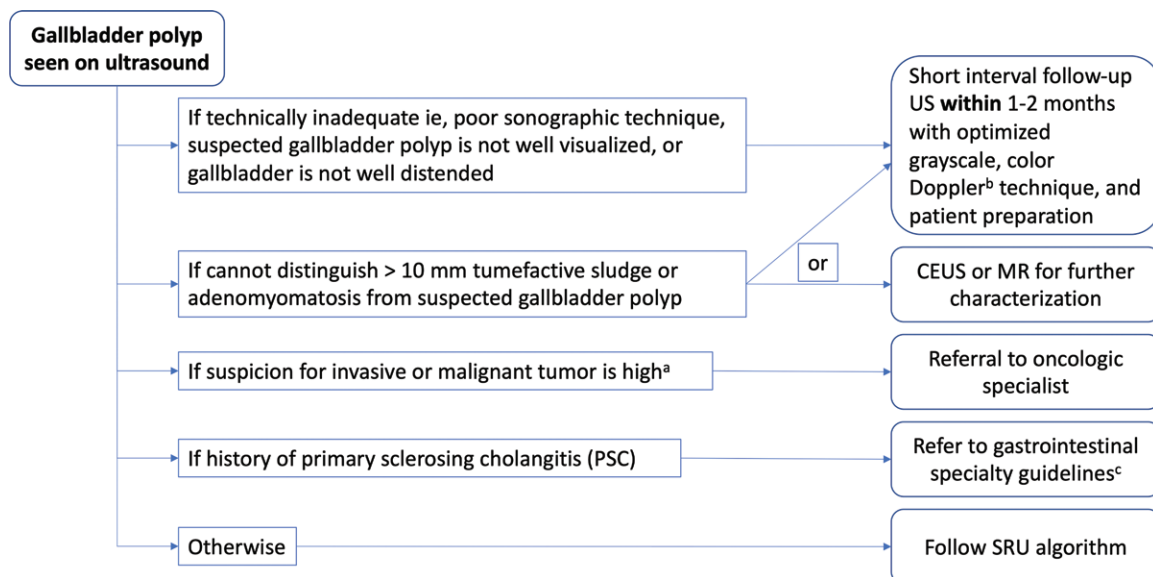 Gallbladder polyp
seen on ultrasound
If technically inadequate ie, poor sonographic technique,
suspected gallbladder polyp is not well visualized, or
gallbladder is not well distended
Short interval follow-up
US within 1-2 months
with optimized
grayscale, color
Dopplerᵇ technique, and
patient preparation
If cannot distinguish > 10 mm tumefactive sludge or
adenomyomatosis from suspected gallbladder polyp
or
CEUS or MR for further
characterization
If suspicion for invasive or malignant tumor is highᵃ
Referral to oncologic
specialist
If history of primary sclerosing cholangitis (PSC)
Refer to gastrointestinal
specialty guidelinesᶜ
Otherwise
Follow SRU algorithm